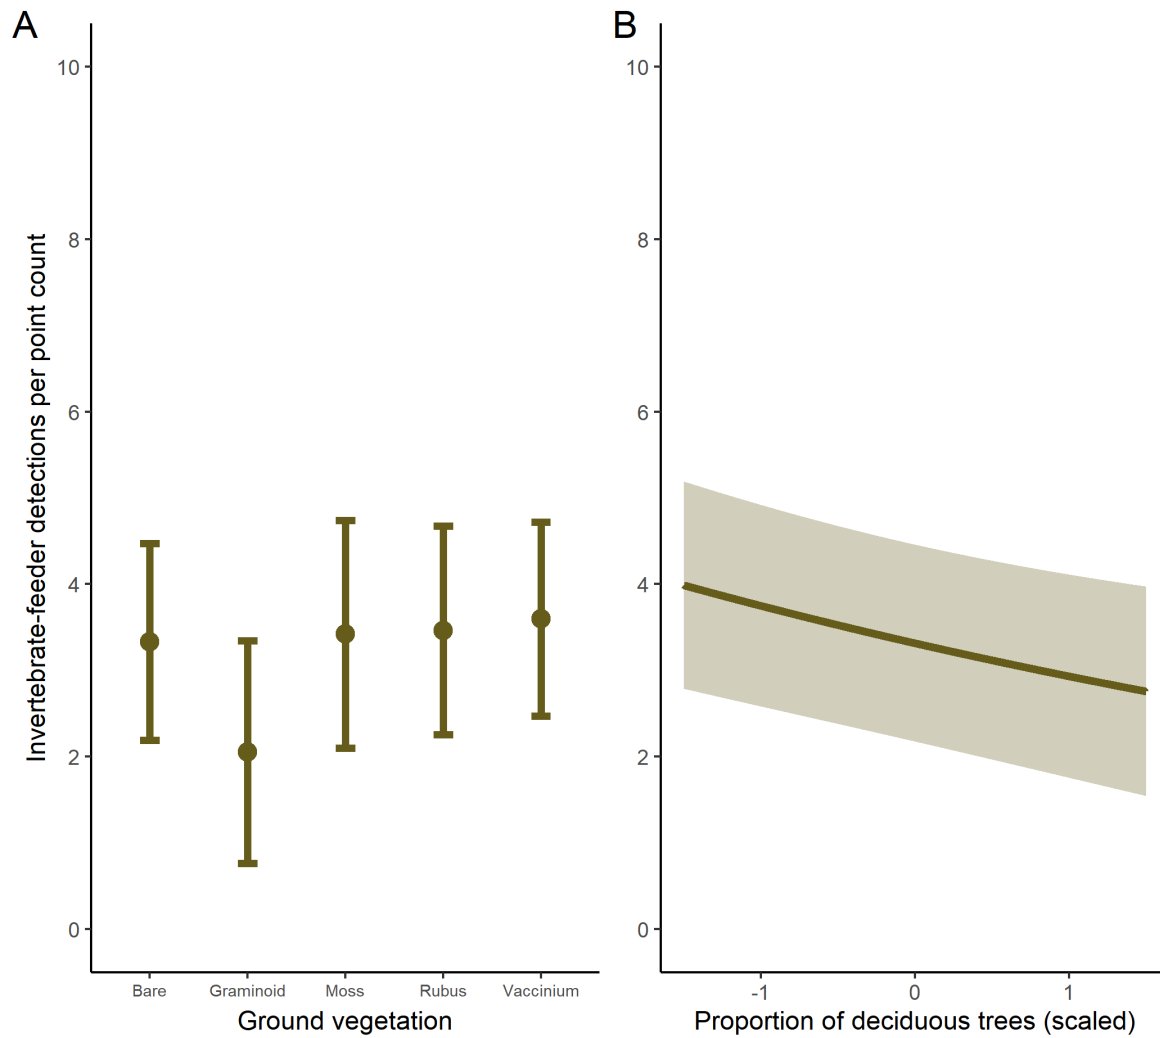 A
B
Invertebrate-feeder detections per point count
10
8
6
4
2
0
Bare Graminoid Moss Rubus Vaccinium
Ground vegetation
10
8
6
4
2
0
-1 0 1
Proportion of deciduous trees (scaled)